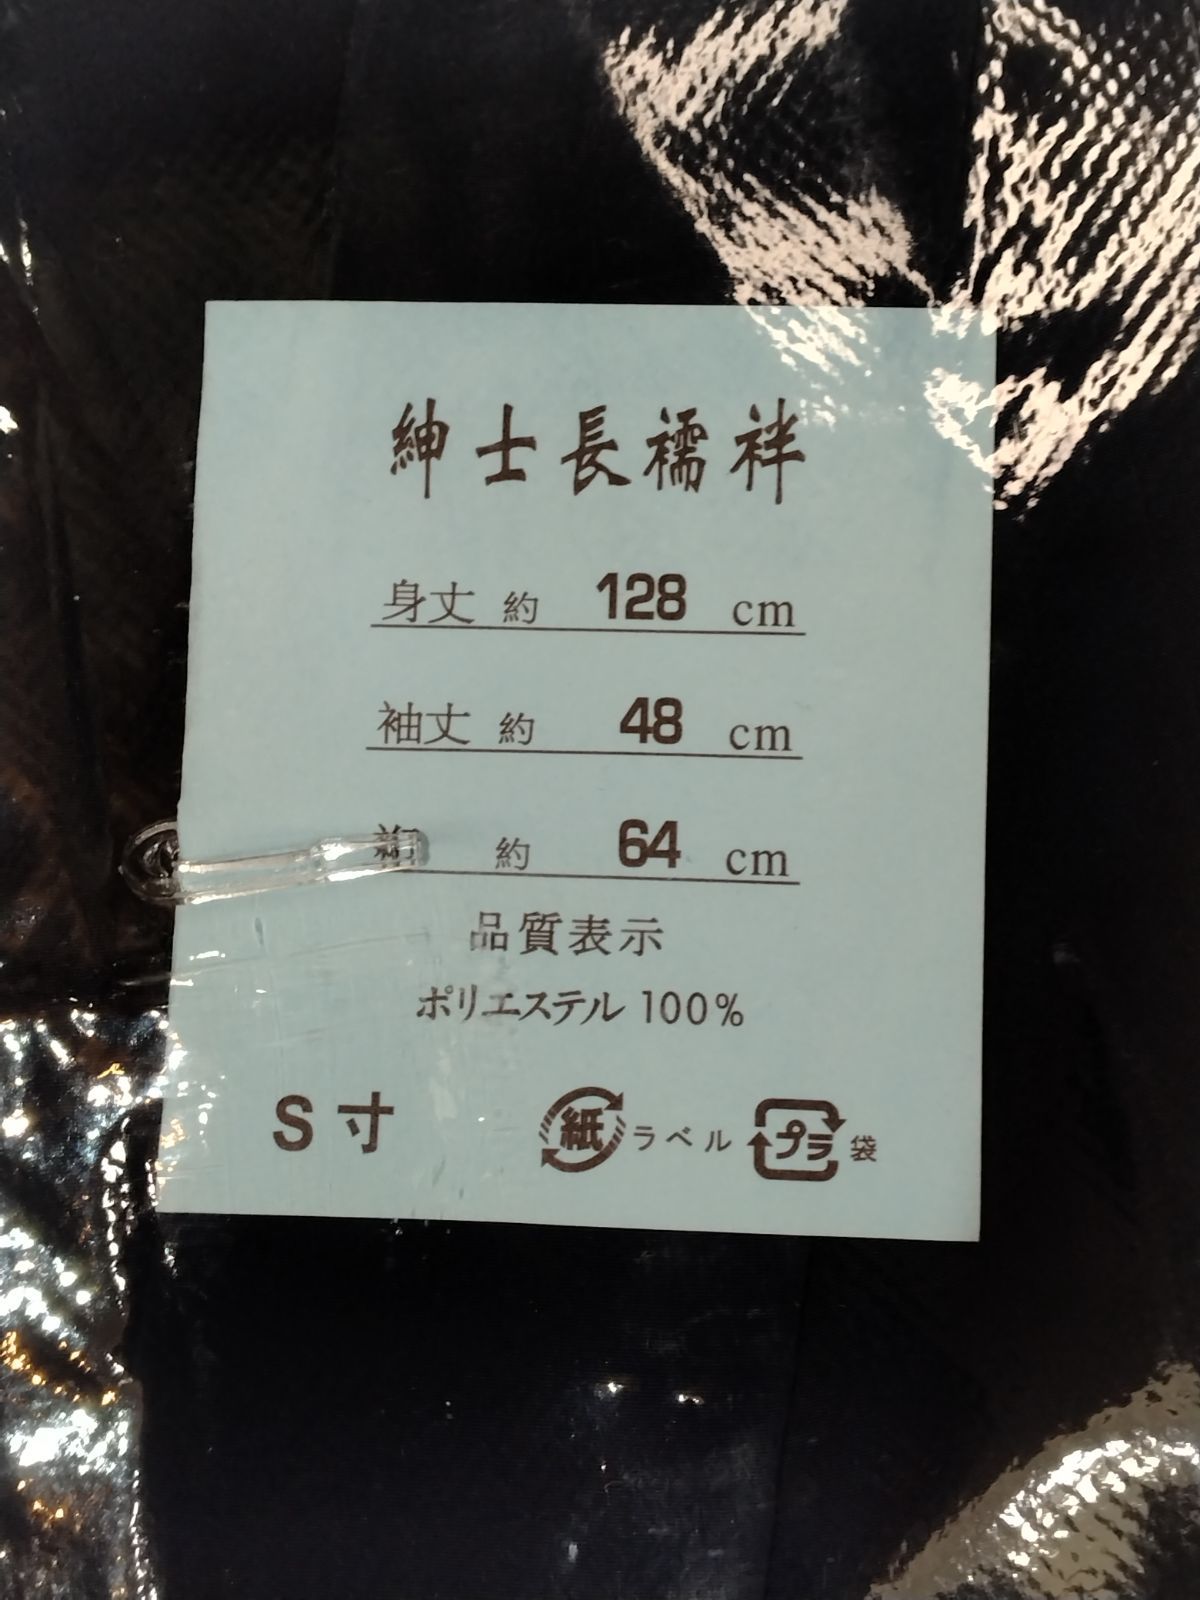 紳士長襦袢
身丈 約 128 cm
袖丈 約 48 cm
裄 約 64 cm
品質表示
ポリエステル 100%
S寸 紙 ラベル プラ 袋